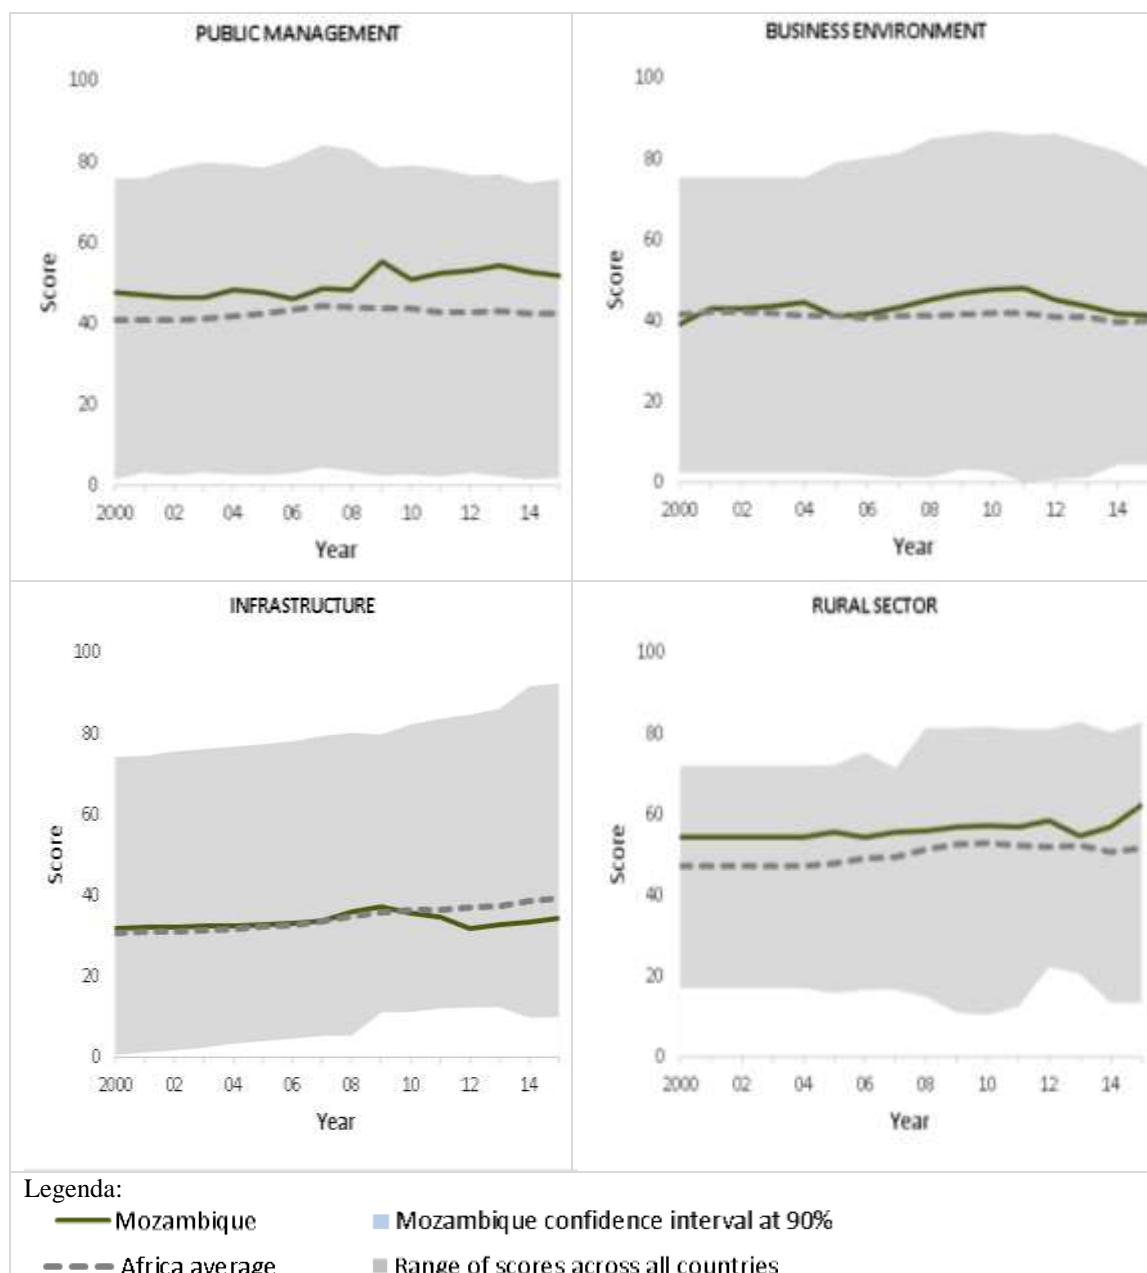 PUBLIC MANAGEMENT
100
80
60
40
20
0
Score
2000 02 04 06 08 10 12 14
Year
BUSINESS ENVIRONMENT
100
80
60
40
20
0
Score
2000 02 04 06 08 10 12 14
Year
INFRASTRUCTURE
100
80
60
40
20
0
Score
2000 02 04 06 08 10 12 14
Year
RURAL SECTOR
100
80
60
40
20
0
Score
2000 02 04 06 08 10 12 14
Year
Legenda:
Mozambique
Mozambique confidence interval at 90%
Africa average
Range of scores across all countries